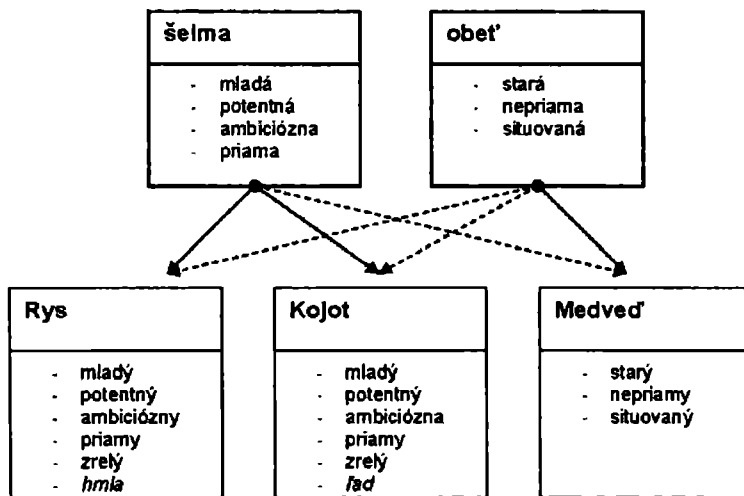 šelma
- mladá
- potentná
- ambiciózna
- priama
obeť
- stará
- nepriama
- situovaná
Rys
- mladý
- potentný
- ambiciózny
- priamy
- zrelý
- hmla
Kojot
- mladý
- potentný
- ambiciózna
- priamy
- zrelý
- ľad
Medveď
- starý
- nepriamy
- situovaný